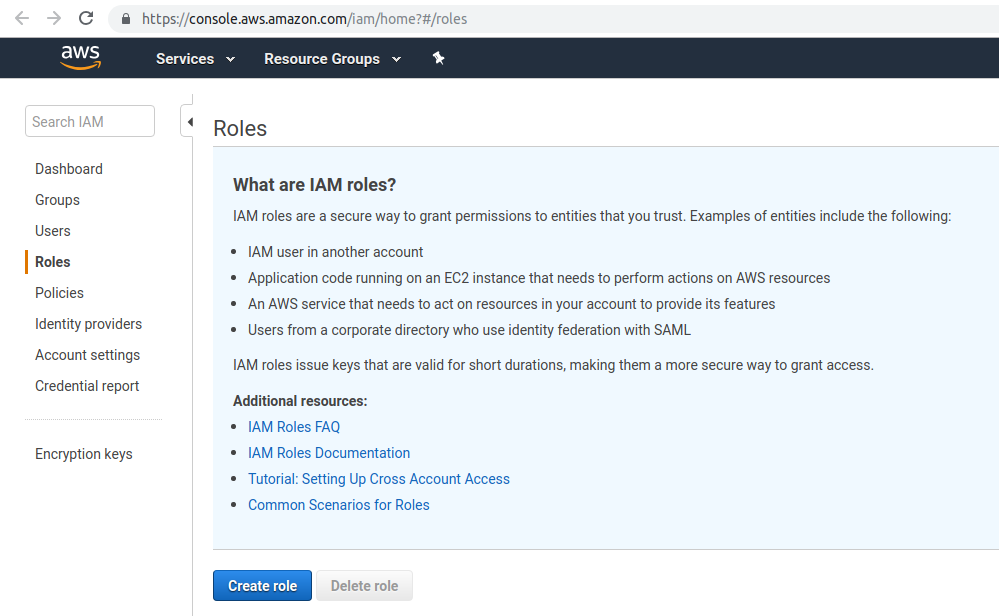 https://console.aws.amazon.com/iam/home?#/roles
aws
Services
Resource Groups
Search IAM
Dashboard
Groups
Users
Roles
Policies
Identity providers
Account settings
Credential report
Encryption keys
Roles
What are IAM roles?
IAM roles are a secure way to grant permissions to entities that you trust. Examples of entities include the following:
• IAM user in another account
• Application code running on an EC2 instance that needs to perform actions on AWS resources
• An AWS service that needs to act on resources in your account to provide its features
• Users from a corporate directory who use identity federation with SAML
IAM roles issue keys that are valid for short durations, making them a more secure way to grant access.
Additional resources:
• IAM Roles FAQ
• IAM Roles Documentation
• Tutorial: Setting Up Cross Account Access
• Common Scenarios for Roles
Create role
Delete role